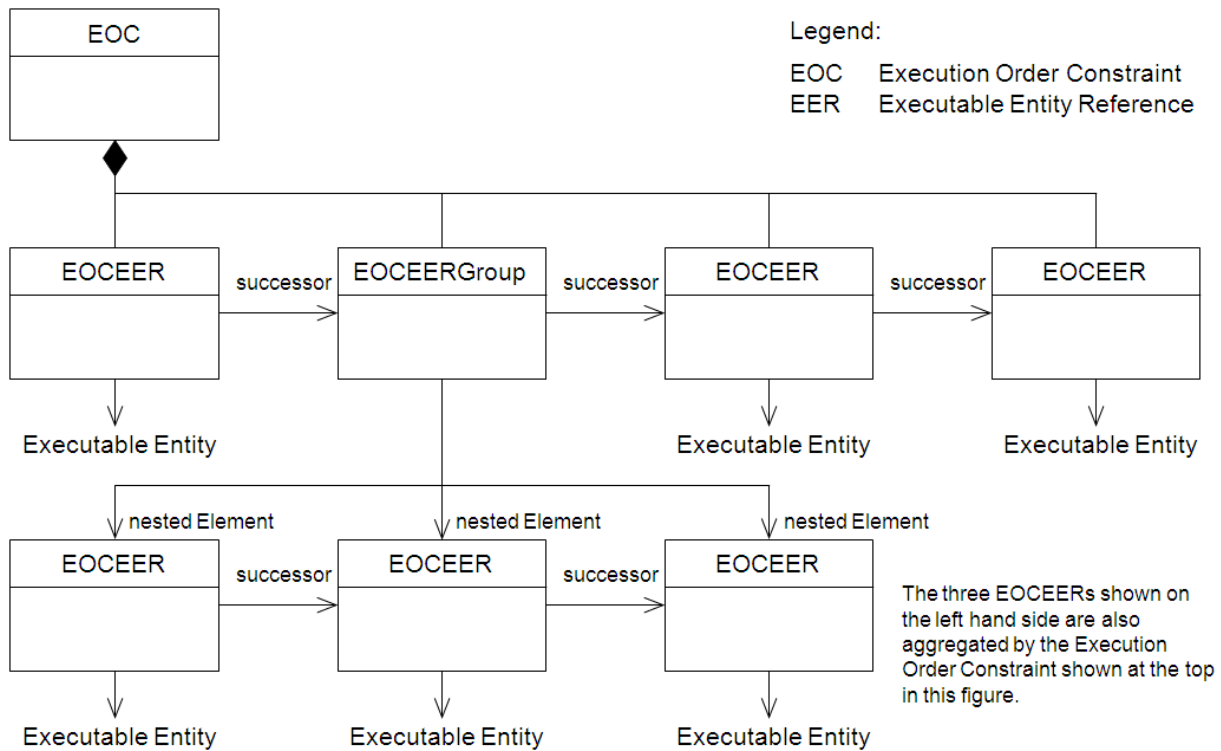 EOC
Legend:
EOC Execution Order Constraint
EER Executable Entity Reference
EOCEER
successor
EOCEERGroup
successor
EOCEER
successor
EOCEER
Executable Entity
Executable Entity
Executable Entity
nested Element
nested Element
nested Element
EOCEER
successor
EOCEER
successor
EOCEER
The three EOCEERs shown on
the left hand side are also
aggregated by the Execution
Order Constraint shown at the top
in this figure.
Executable Entity
Executable Entity
Executable Entity